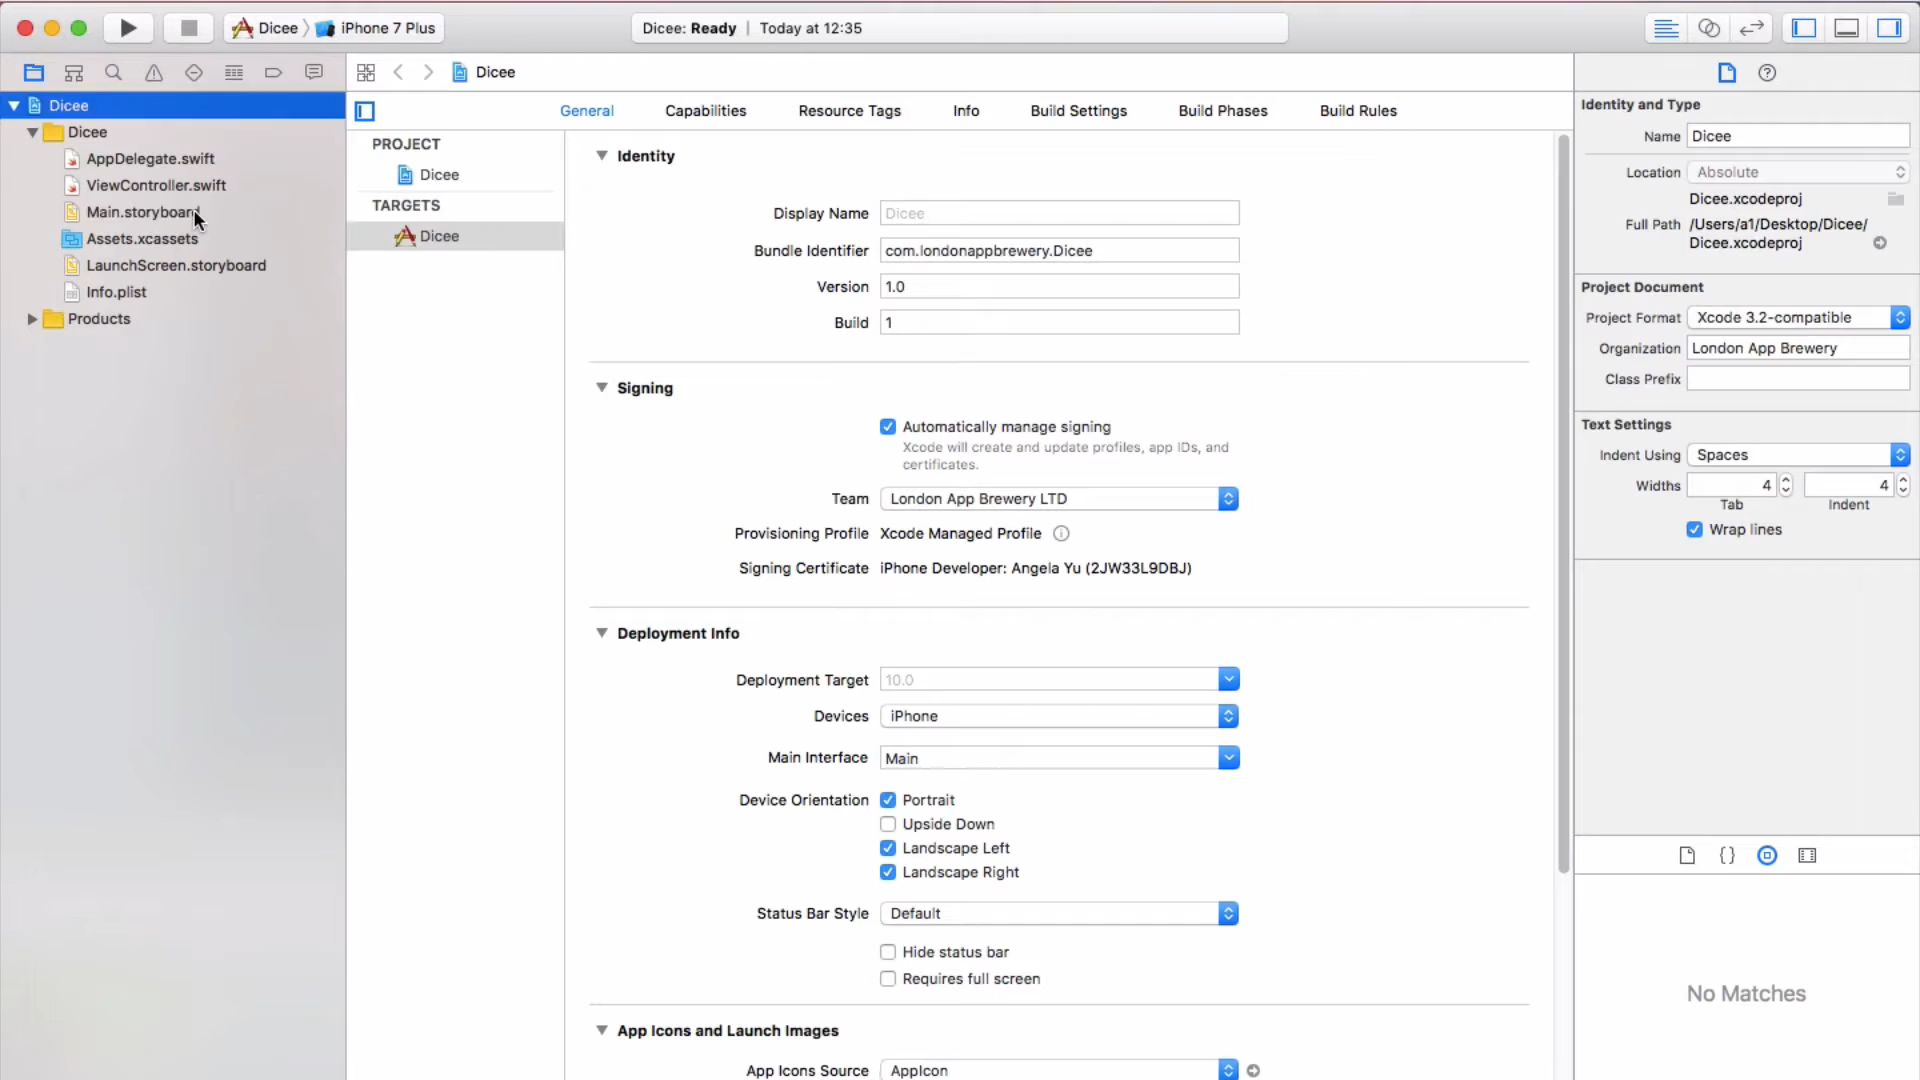 Dicee iPhone 7 Plus
Dicee: Ready | Today at 12:35
Dicee
Dicee
AppDelegate.swift
ViewController.swift
Main.storyboard
Assets.xcassets
LaunchScreen.storyboard
Info.plist
Products
Dicee
General Capabilities Resource Tags Info Build Settings Build Phases Build Rules
PROJECT
Dicee
TARGETS
Dicee
Identity
Display Name Dicee
Bundle Identifier com.londonappbrewery.Dicee
Version 1.0
Build 1
Signing
Automatically manage signing
Xcode will create and update profiles, app IDs, and
certificates.
Team London App Brewery LTD
Provisioning Profile Xcode Managed Profile
Signing Certificate iPhone Developer: Angela Yu (2JW33L9DBJ)
Deployment Info
Deployment Target 10.0
Devices iPhone
Main Interface Main
Device Orientation Portrait
Upside Down
Landscape Left
Landscape Right
Status Bar Style Default
Hide status bar
Requires full screen
App Icons and Launch Images
App Icons Source AppIcon
Identity and Type
Name Dicee
Location Absolute
Dicee.xcodeproj
Full Path /Users/a1/Desktop/Dicee/
Dicee.xcodeproj
Project Document
Project Format Xcode 3.2-compatible
Organization London App Brewery
Class Prefix
Text Settings
Indent Using Spaces
Widths 4 4
Tab Indent
Wrap lines
No Matches